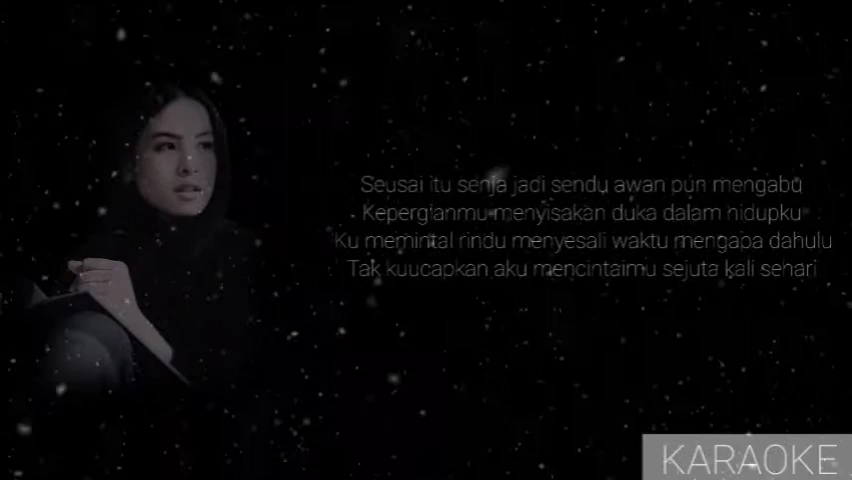 Seusai itu senja jadi sendu awan pun mengabu
Kepergianmu menyisakan duka dalam hidupku
Ku memintal rindu menyesali waktu mengapa dahulu
Tak kuucapkan aku mencintaimu sejuta kali sehari
KARAOKE